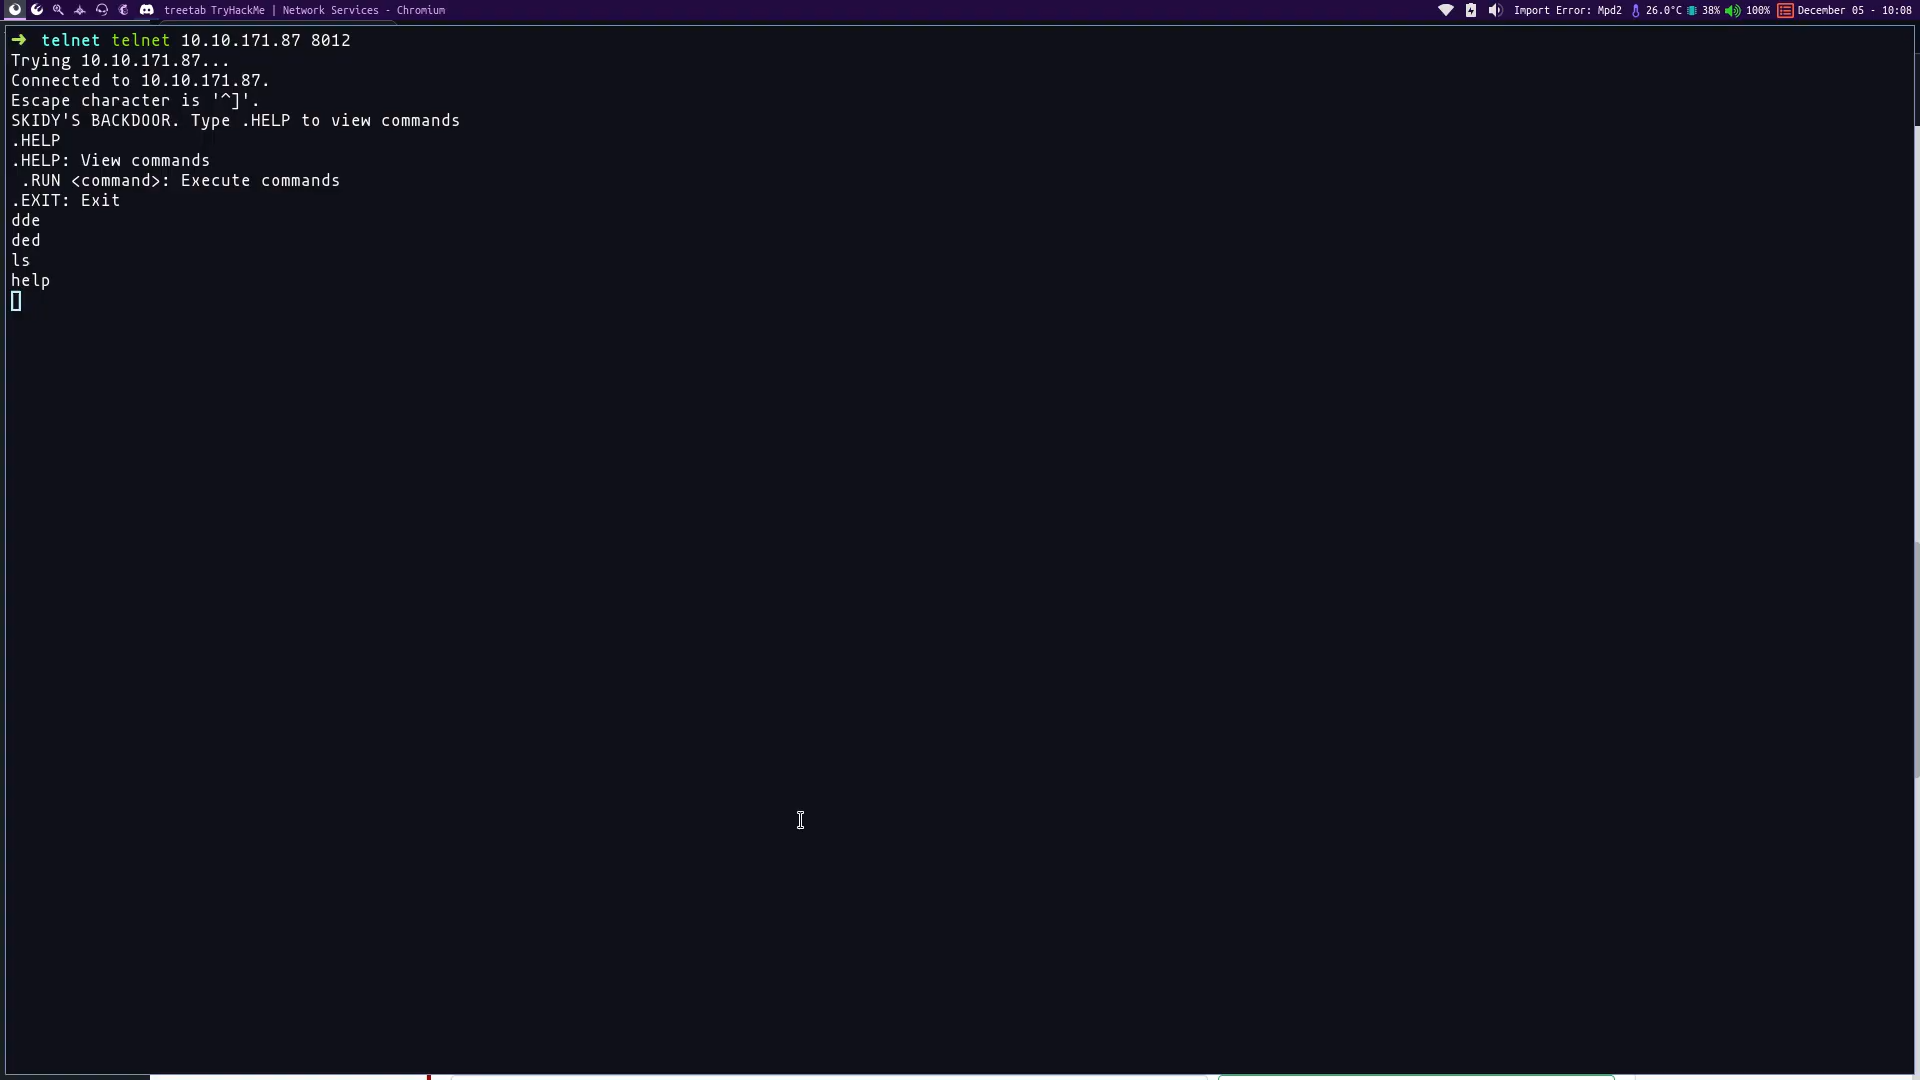 treetab TryHackMe | Network Services - Chromium
Import Error: Mpd2 26.0°C 38% 100% December 05 - 10:08
➜ telnet telnet 10.10.171.87 8012
Trying 10.10.171.87...
Connected to 10.10.171.87.
Escape character is '^]'.
SKIDY'S BACKDOOR. Type .HELP to view commands
.HELP
.HELP: View commands
 .RUN <command>: Execute commands
.EXIT: Exit
dde
ded
ls
help